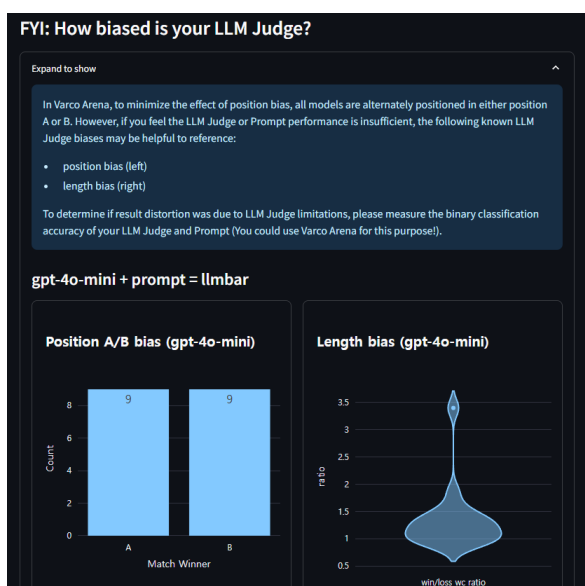 FYI: How biased is your LLM Judge?
Expand to show
In Varco Arena, to minimize the effect of position bias, all models are alternately positioned in either position
A or B. However, if you feel the LLM Judge or Prompt performance is insufficient, the following known LLM
Judge biases may be helpful to reference:
• position bias (left)
• length bias (right)
To determine if result distortion was due to LLM Judge limitations, please measure the binary classification
accuracy of your LLM Judge and Prompt (You could use Varco Arena for this purpose!).
gpt-4o-mini + prompt = llmbar
Position A/B bias (gpt-4o-mini)
9
9
8
6
4
2
0
Count
A
B
Match Winner
Length bias (gpt-4o-mini)
3.5
3
2.5
2
1.5
1
0.5
ratio
win/loss wc ratio